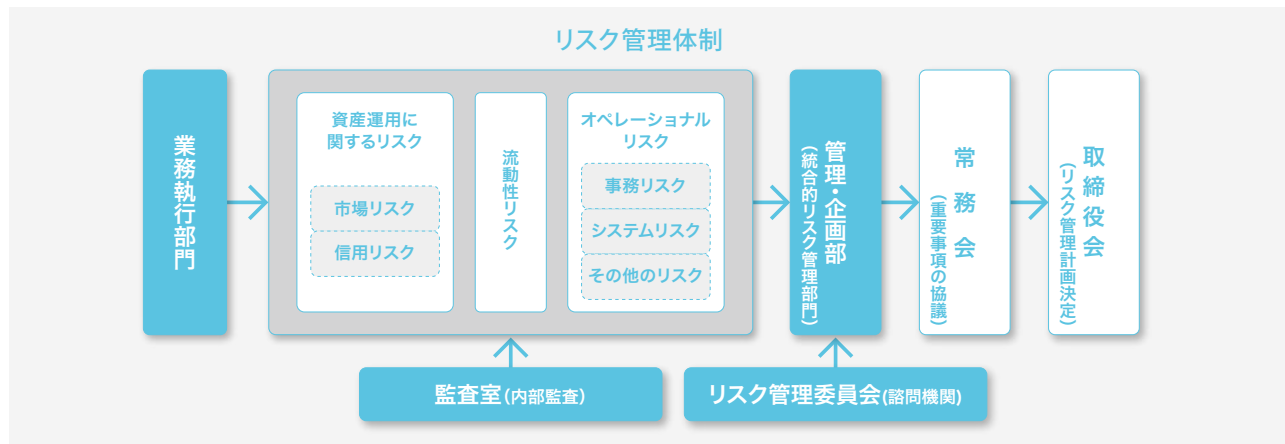 リスク管理体制
業務執行部門
資産運用に
関するリスク
市場リスク
信用リスク
流動性リスク
オペレーショナル
リスク
事務リスク
システムリスク
その他のリスク
管理・企画部
(統合的リスク管理部門)
常務会
(重要事項の協議)
取締役会
(リスク管理計画決定)
監査室(内部監査)
リスク管理委員会(諮問機関)